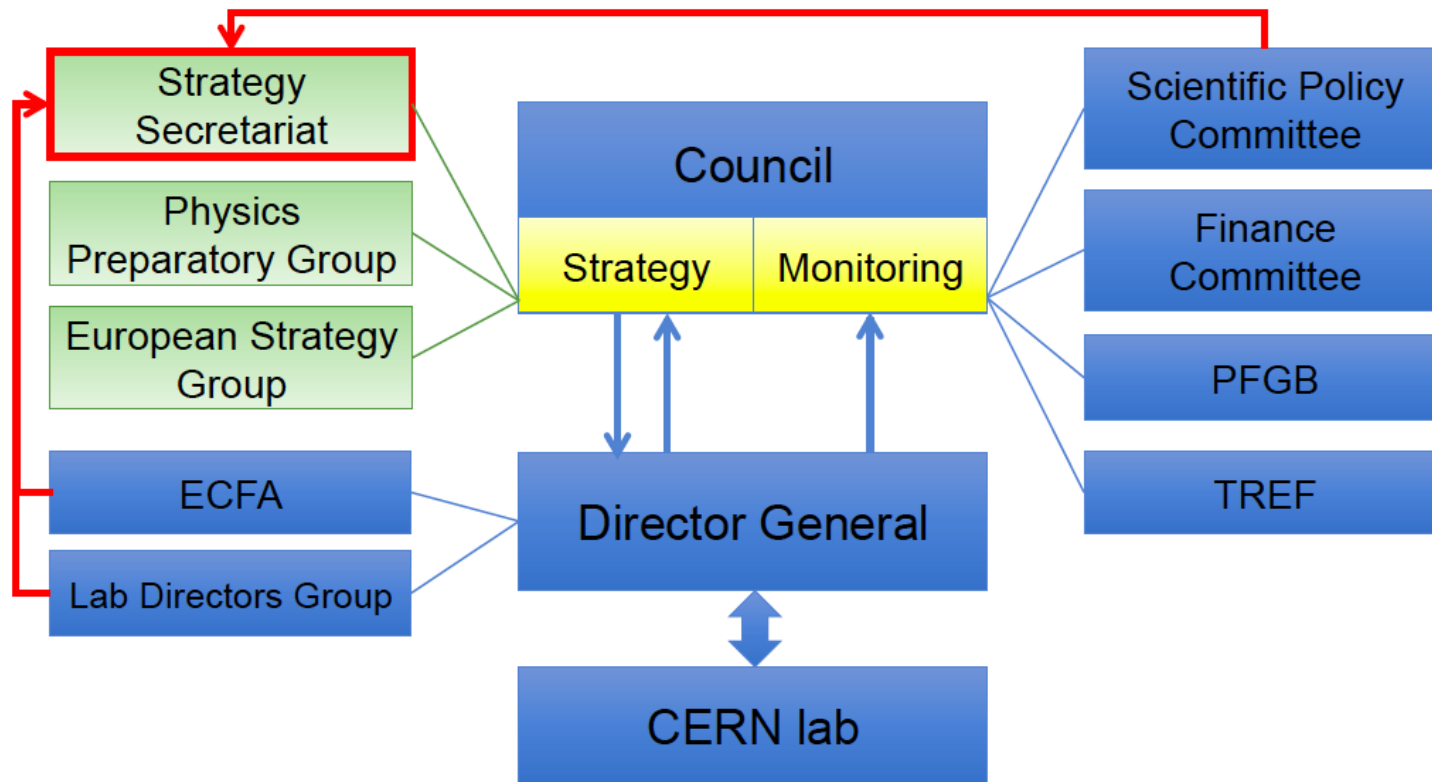 Strategy
Secretariat
Physics
Preparatory Group
European Strategy
Group
ECFA
Lab Directors Group
Council
Strategy
Monitoring
Director General
CERN lab
Scientific Policy
Committee
Finance
Committee
PFGB
TREF